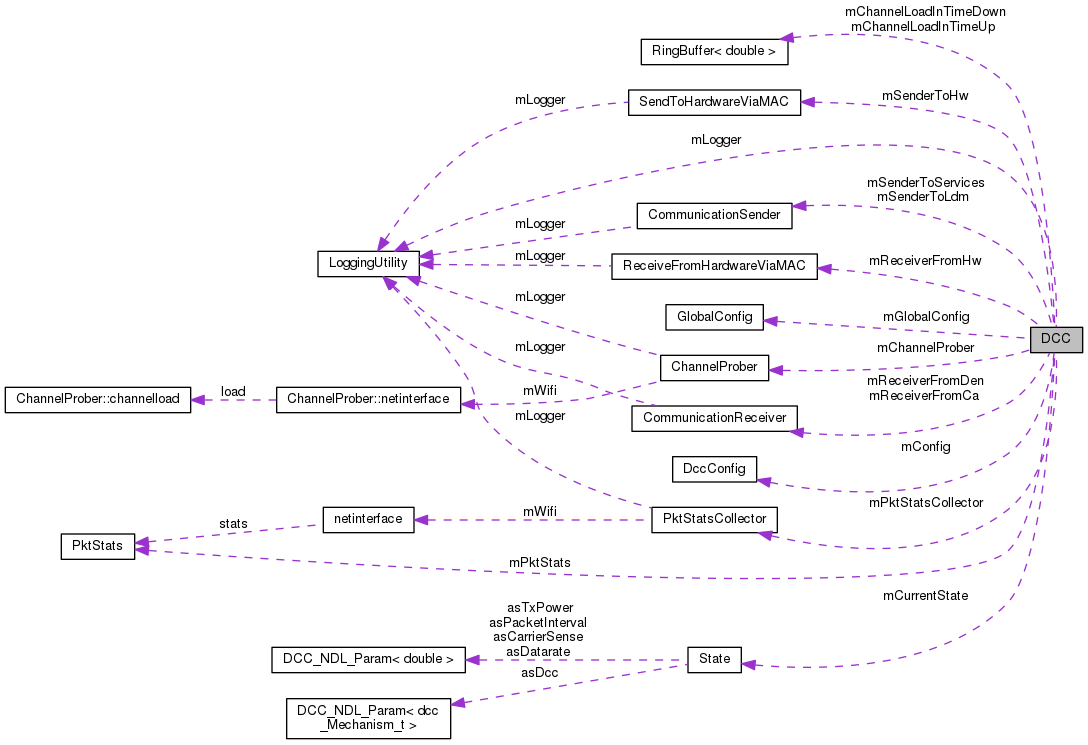 mChannelLoadInTimeDown
mChannelLoadInTimeUp
RingBuffer< double >
mSenderToHw
mLogger
SendToHardwareViaMAC
mLogger
mSenderToServices
mSenderToLdm
CommunicationSender
mLogger
LoggingUtility
mLogger
ReceiveFromHardwareViaMAC
mReceiverFromHw
mLogger
GlobalConfig
mGlobalConfig
DCC
mLogger
ChannelProber
mChannelProber
ChannelProber::channelload
load
ChannelProber::netinterface
mWifi
mReceiverFromDen
mReceiverFromCa
mLogger
CommunicationReceiver
mConfig
DccConfig
mPktStatsCollector
PktStats
stats
netinterface
mWifi
PktStatsCollector
mPktStats
mCurrentState
asTxPower
asPacketInterval
asCarrierSense
asDatarate
DCC_NDL_Param< double >
State
asDcc
DCC_NDL_Param< dcc
_Mechanism_t >